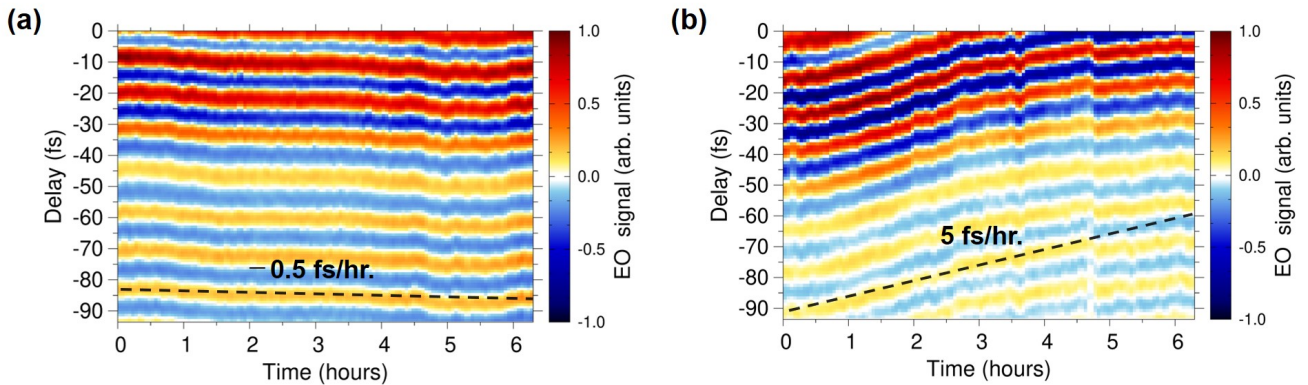 (a)
0
-10
-20
-30
-40
-50
-60
-70
-80
-90
Delay (fs)
— 0.5 fs/hr.
0 1 2 3 4 5 6
Time (hours)
1.0
0.5
0.0
-0.5
-1.0
EO signal (arb. units)
(b)
0
-10
-20
-30
-40
-50
-60
-70
-80
-90
Delay (fs)
5 fs/hr.
0 1 2 3 4 5 6
Time (hours)
1.0
0.5
0.0
-0.5
-1.0
EO signal (arb. units)